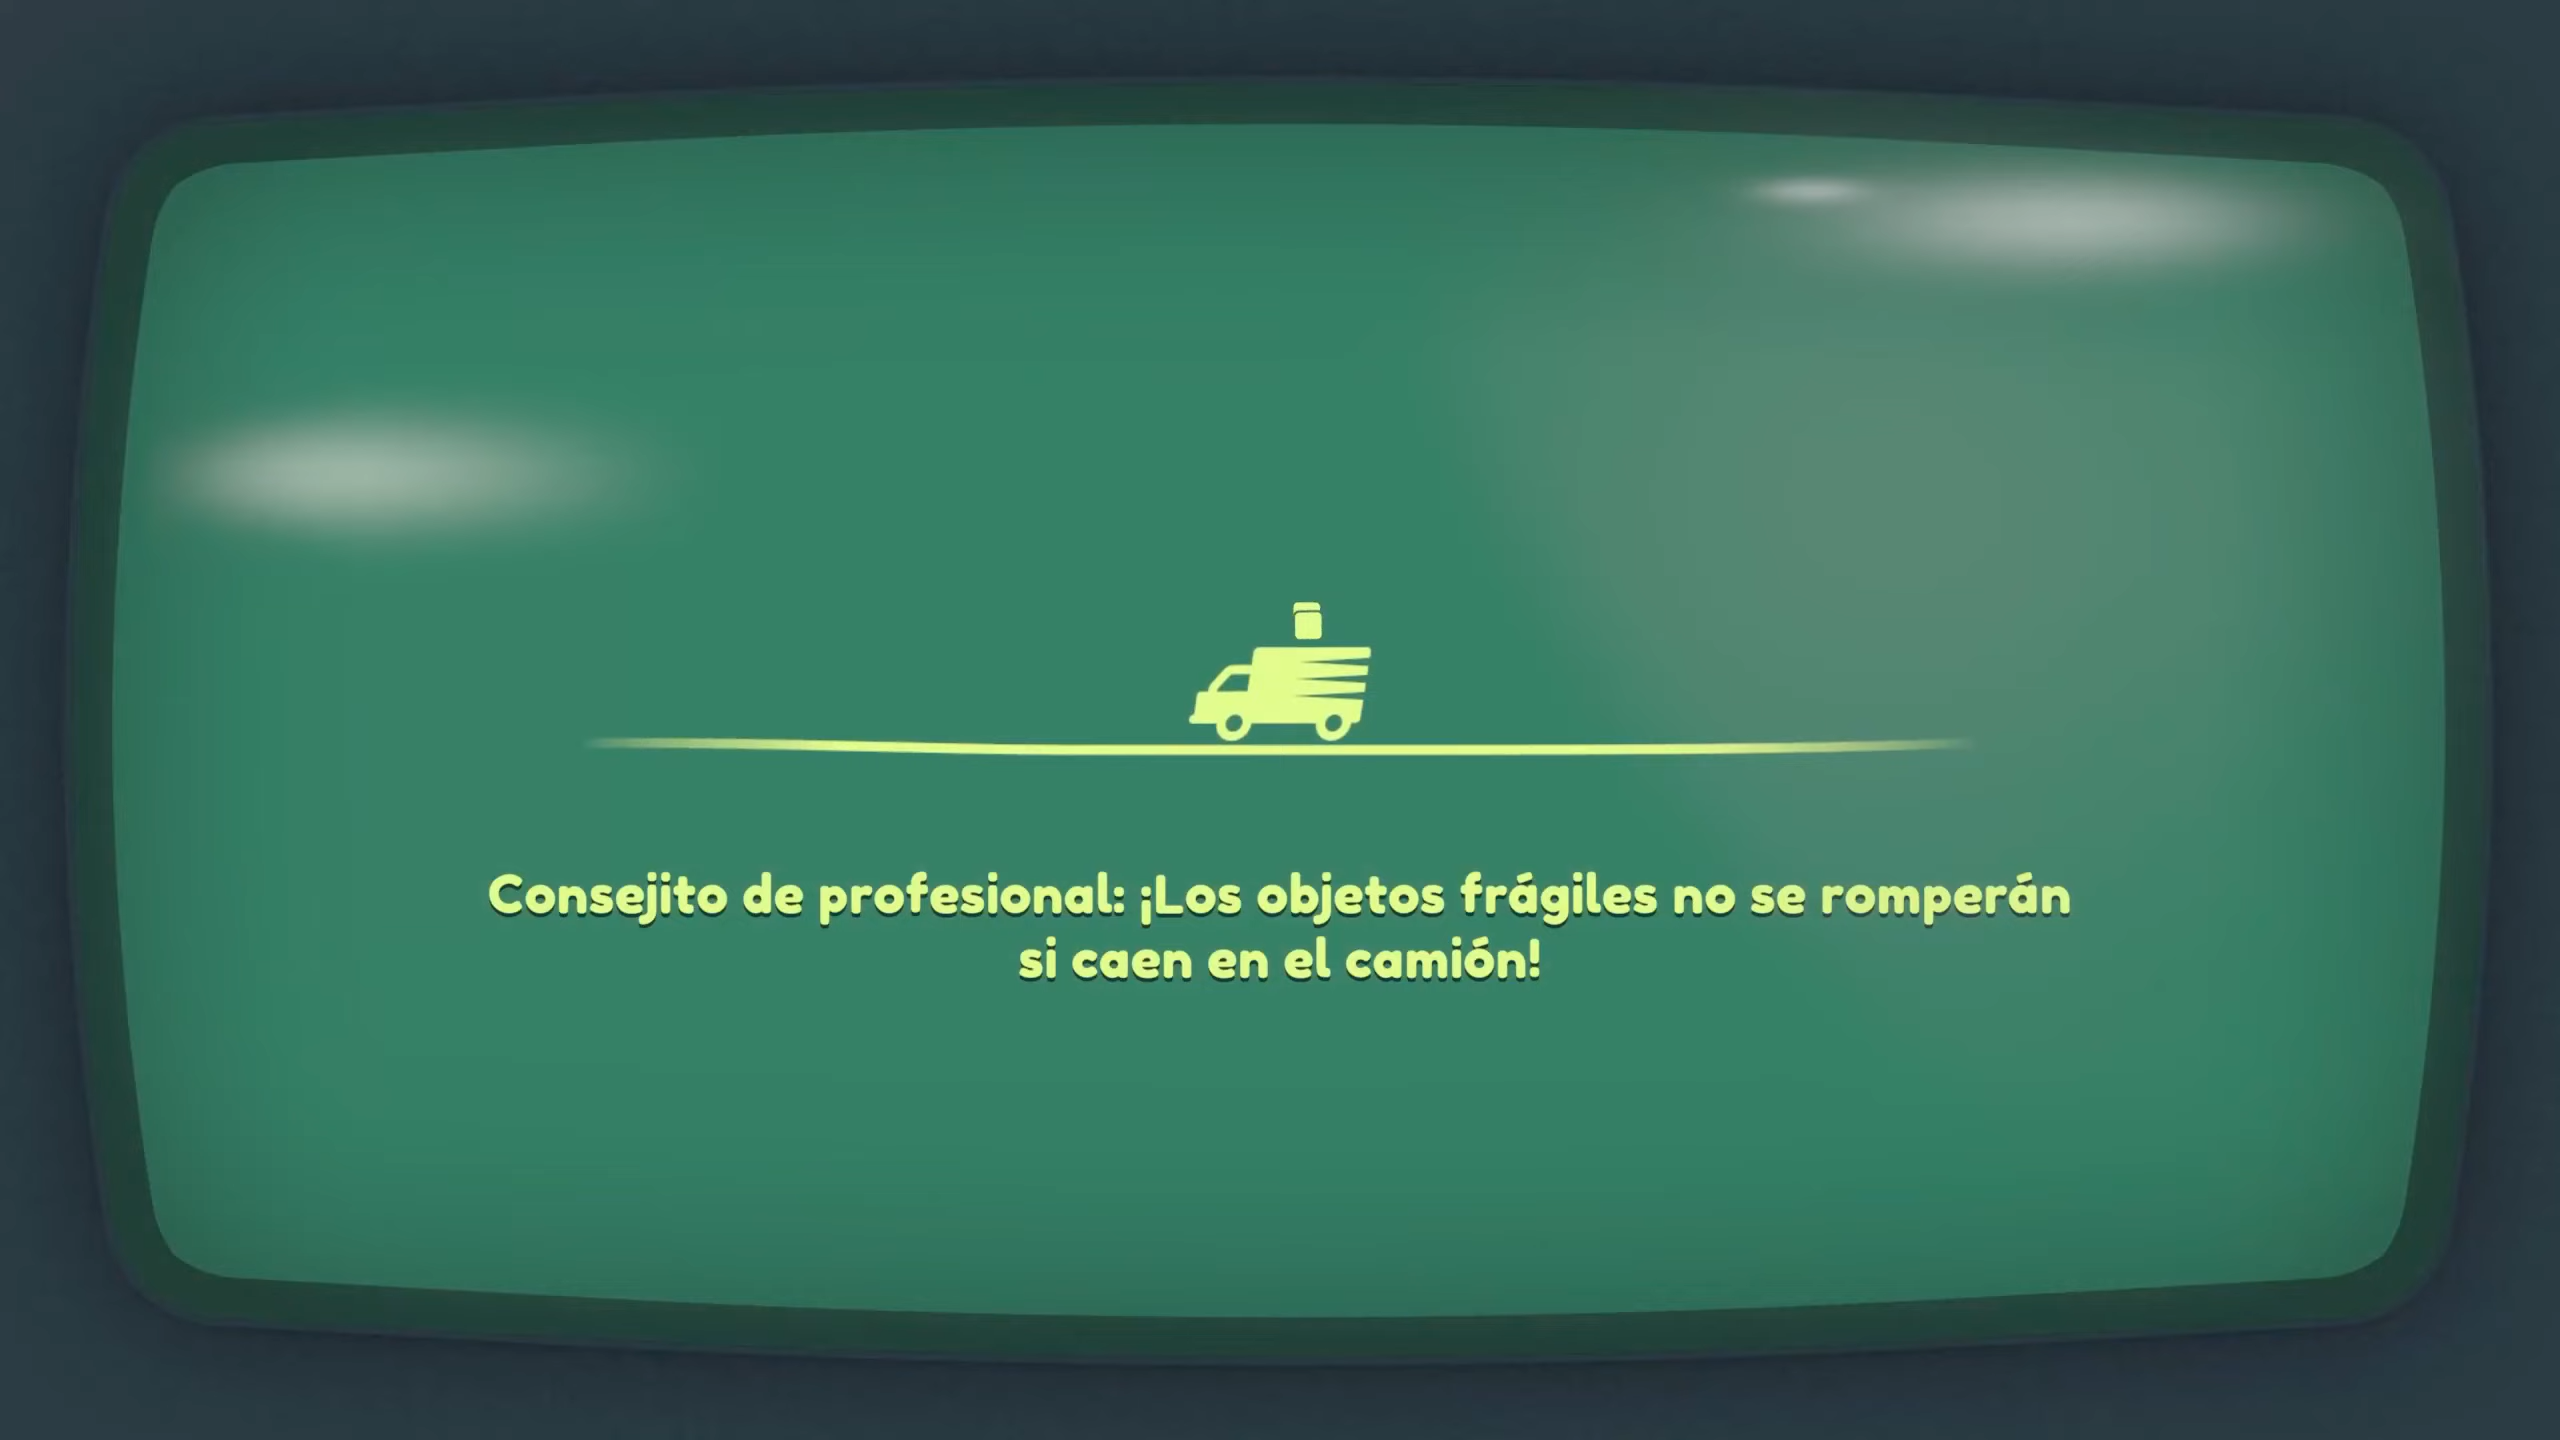 Consejito de profesional: ¡Los objetos frágiles no se romperán
si caen en el camión!